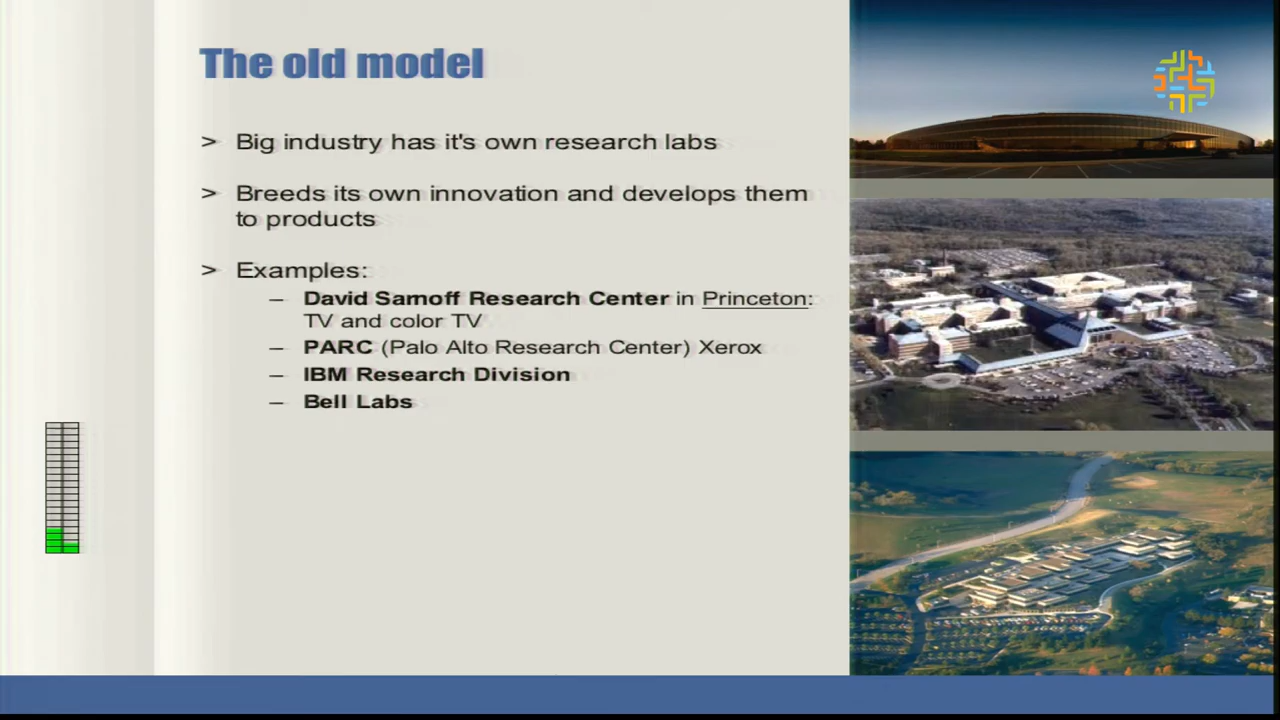 The old model
> Big industry has it's own research labs
> Breeds its own innovation and develops them
to products
> Examples:
– David Sarnoff Research Center in Princeton:
TV and color TV
– PARC (Palo Alto Research Center) Xerox
– IBM Research Division
– Bell Labs